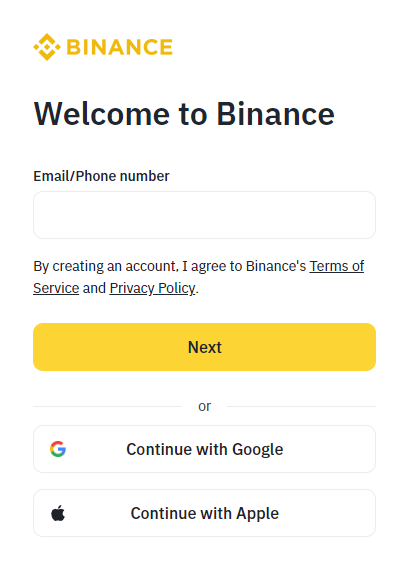 BINANCE
Welcome to Binance
Email/Phone number
By creating an account, I agree to Binance's Terms of
Service and Privacy Policy.
Next
or
Continue with Google
Continue with Apple